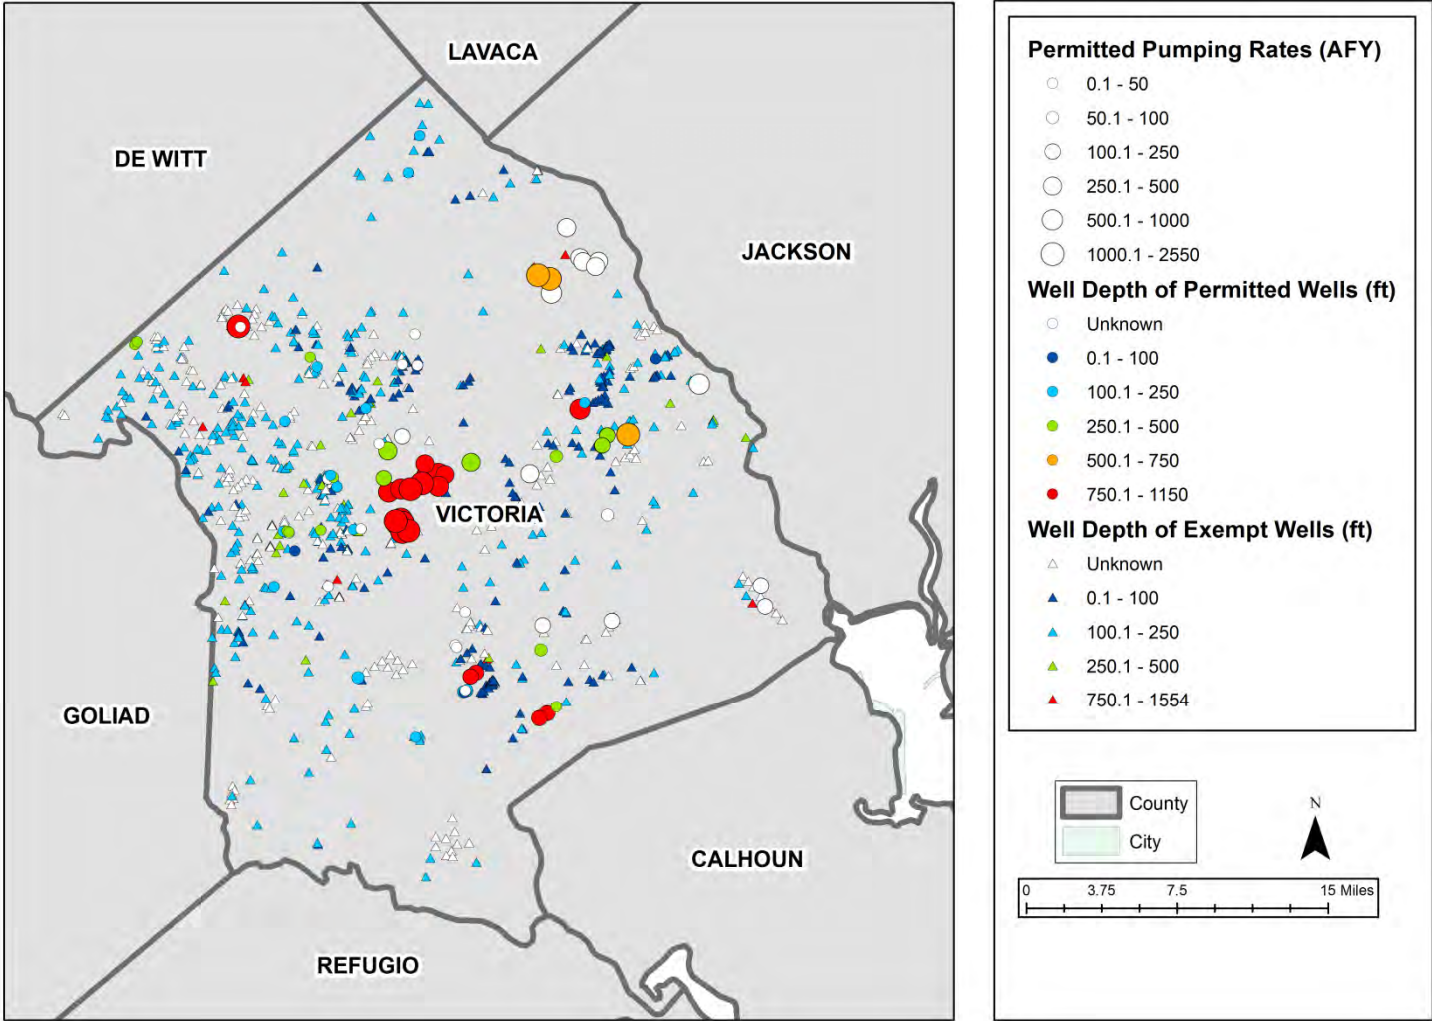 LAVACA
DE WITT
JACKSON
VICTORIA
GOLIAD
CALHOUN
REFUGIO
Permitted Pumping Rates (AFY)
0.1 - 50
50.1 - 100
100.1 - 250
250.1 - 500
500.1 - 1000
1000.1 - 2550
Well Depth of Permitted Wells (ft)
Unknown
0.1 - 100
100.1 - 250
250.1 - 500
500.1 - 750
750.1 - 1150
Well Depth of Exempt Wells (ft)
Unknown
0.1 - 100
100.1 - 250
250.1 - 500
750.1 - 1554
County
City
N
0 3.75 7.5 15 Miles